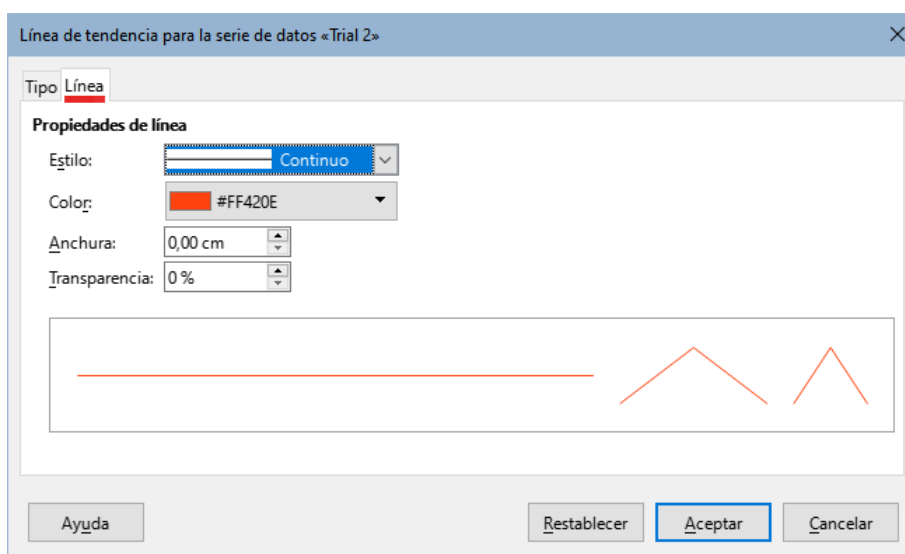 Línea de tendencia para la serie de datos «Trial 2»
Tipo Línea
Propiedades de línea
Estilo: Continuo
Color: #FF420E
Anchura: 0,00 cm
Transparencia: 0 %
Ayuda Restablecer Aceptar Cancelar